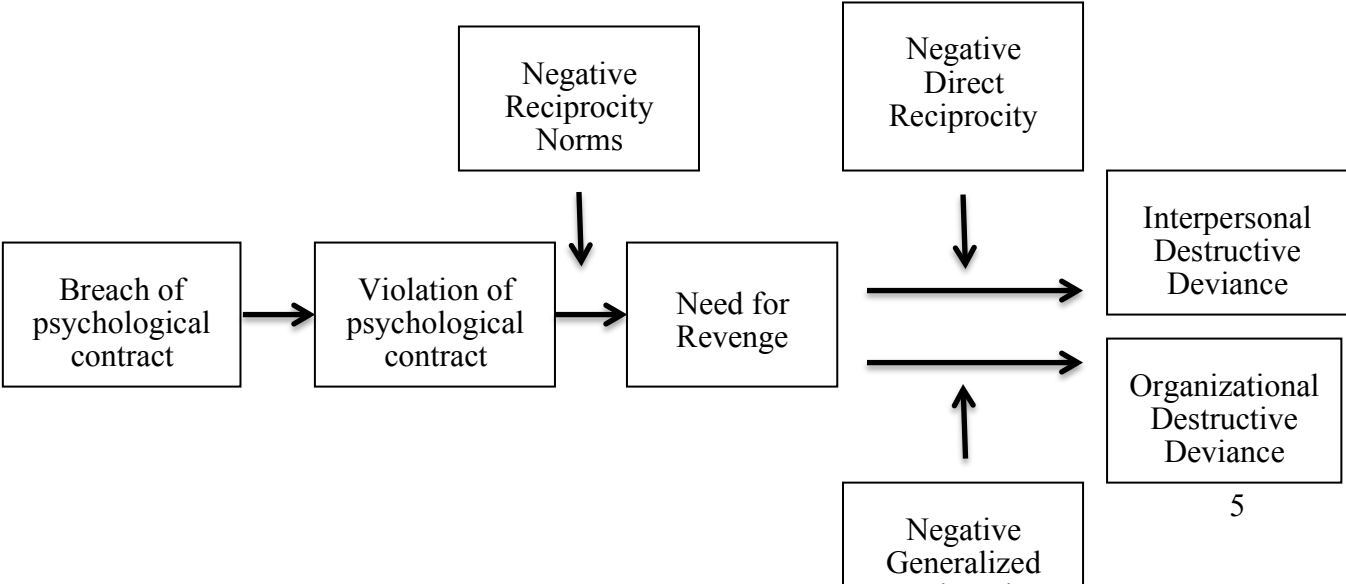 Negative
Reciprocity
Norms
Negative
Direct
Reciprocity
Breach of
psychological
contract
Violation of
psychological
contract
Need for
Revenge
Interpersonal
Destructive
Deviance
Organizational
Destructive
Deviance
5
Negative
Generalized